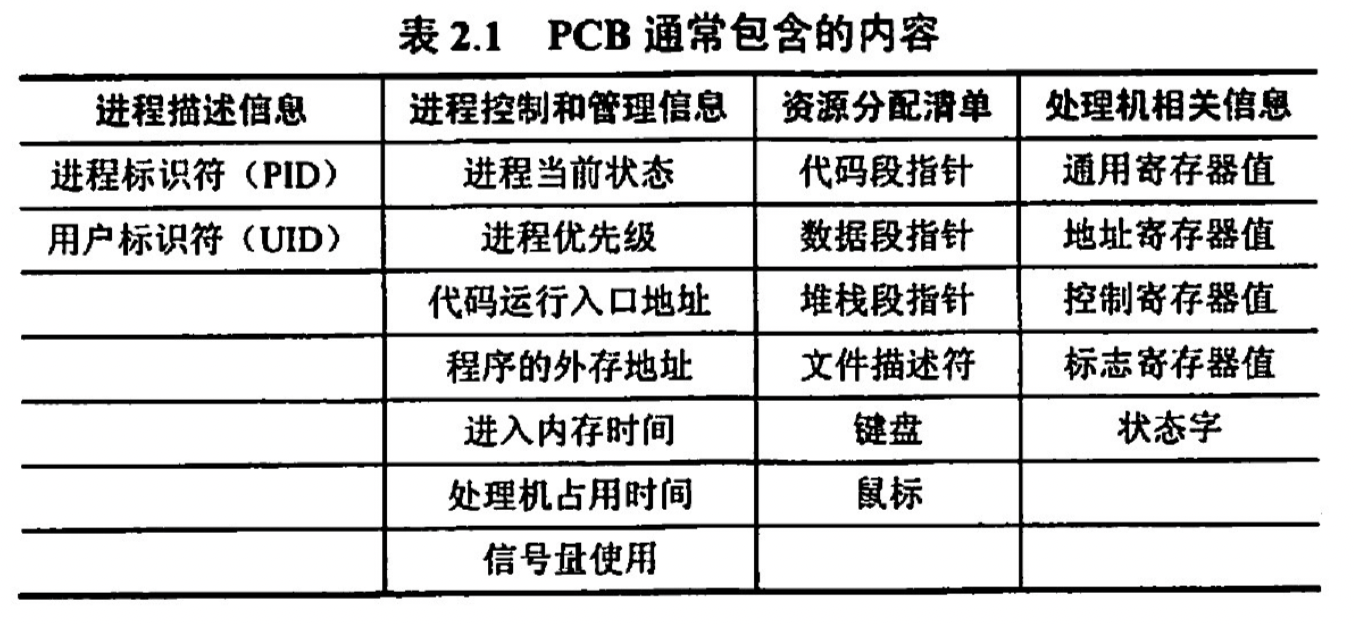 表 2.1 PCB 通常包含的内容
进程描述信息 进程控制和管理信息 资源分配清单 处理机相关信息
进程标识符（PID） 进程当前状态 代码段指针 通用寄存器值
用户标识符（UID） 进程优先级 数据段指针 地址寄存器值
代码运行入口地址 堆栈段指针 控制寄存器值
程序的外存地址 文件描述符 标志寄存器值
进入内存时间 键盘 状态字
处理机占用时间 鼠标
信号量使用